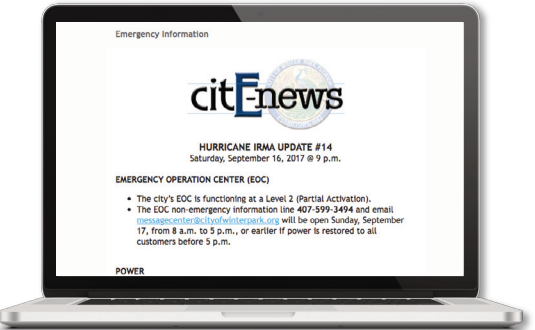 Emergency Information
citE-news
HURRICANE IRMA UPDATE #14
Saturday, September 16, 2017 @ 9 p.m.
EMERGENCY OPERATION CENTER (EOC)
• The city's EOC is functioning at a Level 2 (Partial Activation).
• The EOC non-emergency information line 407-599-3494 and email
messagecenter@cityofwinterpark.org will be open Sunday, September
17, from 8 a.m. to 5 p.m., or earlier if power is restored to all
customers before 5 p.m.
POWER